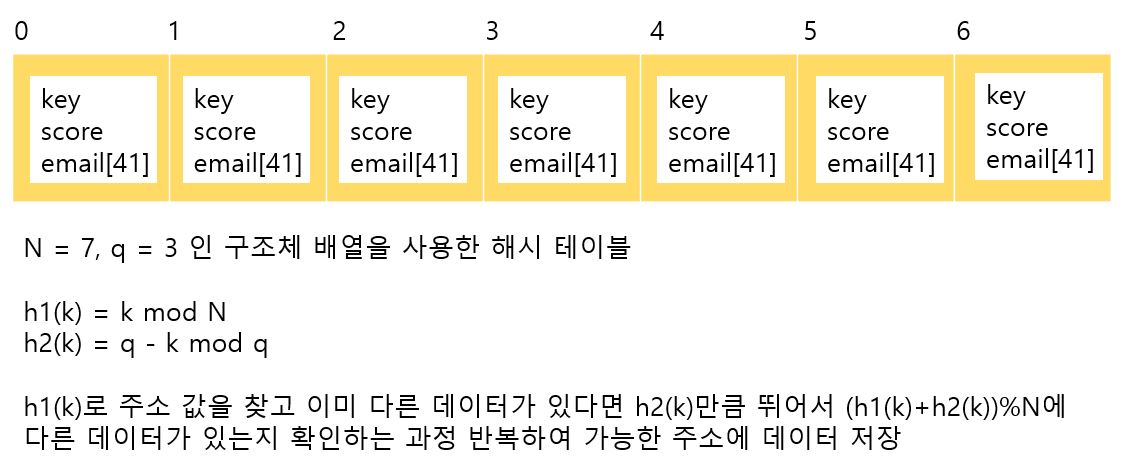 0 1 2 3 4 5 6
key key key key key key key
score score score score score score score
email[41] email[41] email[41] email[41] email[41] email[41] email[41]
N = 7, q = 3 인 구조체 배열을 사용한 해시 테이블
h1(k) = k mod N
h2(k) = q - k mod q
h1(k)로 주소 값을 찾고 이미 다른 데이터가 있다면 h2(k)만큼 뛰어서 (h1(k)+h2(k))%N에
다른 데이터가 있는지 확인하는 과정 반복하여 가능한 주소에 데이터 저장